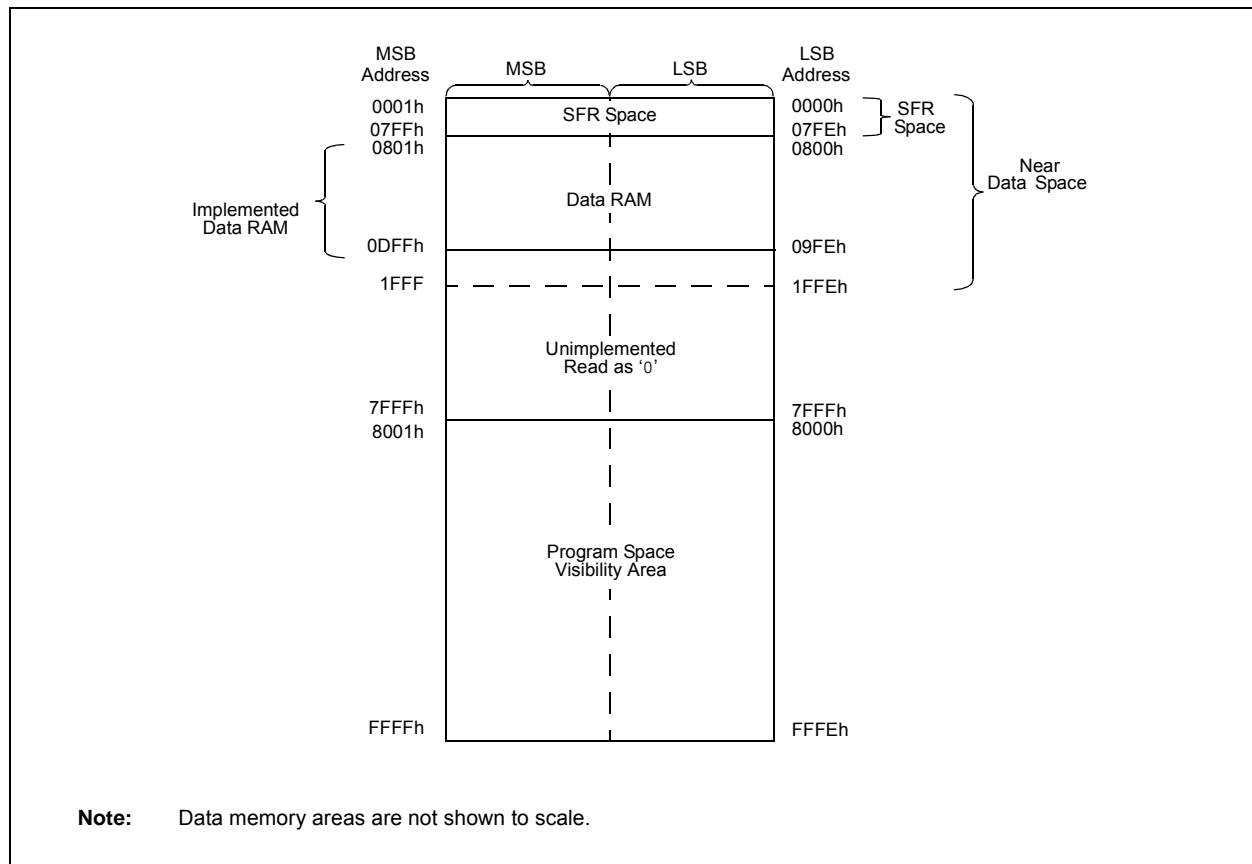 MSB
Address
MSB
LSB
LSB
Address
0001h
SFR Space
0000h
SFR
Space
07FFh
07FEh
0801h
0800h
Near
Data Space
Implemented
Data RAM
Data RAM
0DFFh
09FEh
1FFF
1FFEh
Unimplemented
Read as ‘0’
7FFFh
7FFFh
8001h
8000h
Program Space
Visibility Area
FFFFh
FFFEh
Note: Data memory areas are not shown to scale.